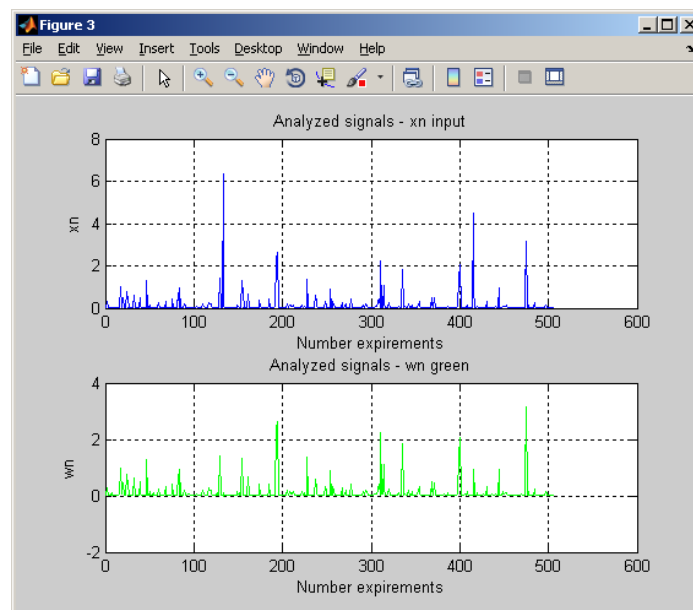 Figure 3
File Edit View Insert Tools Desktop Window Help
Analyzed signals - xn input
8
6
4
2
0
xn
0 100 200 300 400 500 600
Number expirements
Analyzed signals - wn green
4
2
0
-2
wn
0 100 200 300 400 500 600
Number expirements